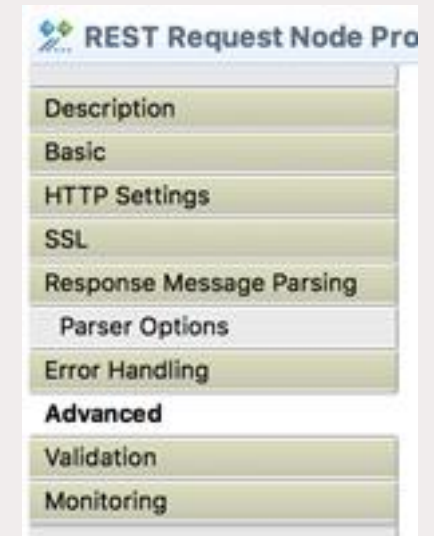 REST Request Node Pro
Description
Basic
HTTP Settings
SSL
Response Message Parsing
Parser Options
Error Handling
Advanced
Validation
Monitoring